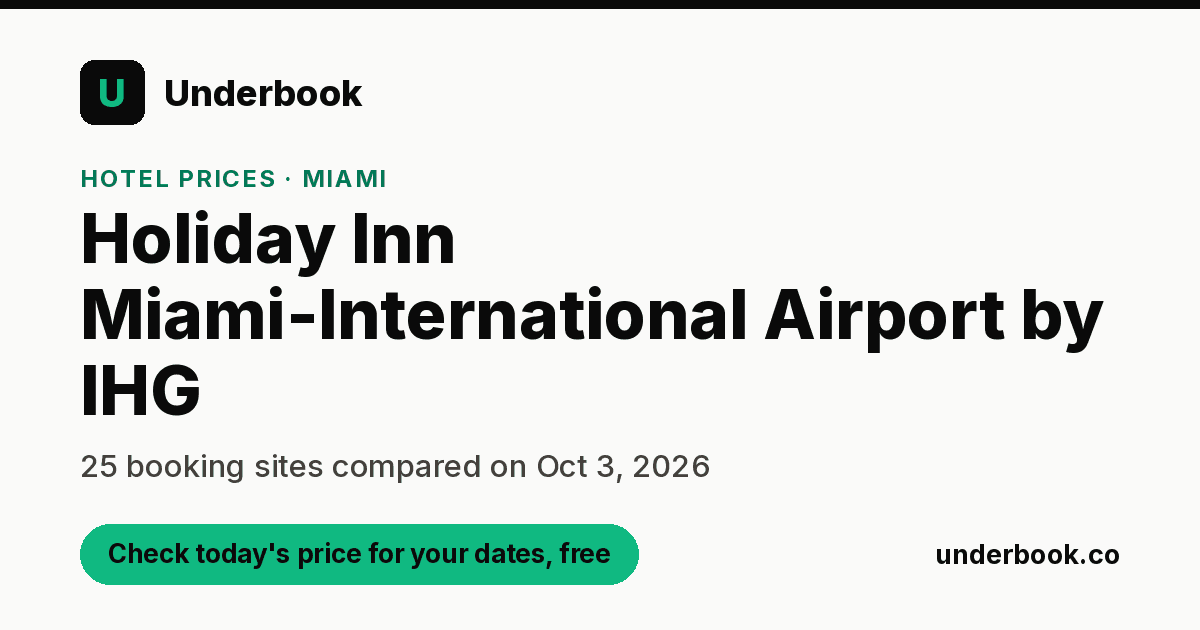 U Underbook
HOTEL PRICES · MIAMI
Holiday Inn
Miami-International Airport by
IHG
25 booking sites compared on Oct 3, 2026
Check today's price for your dates, free
underbook.co